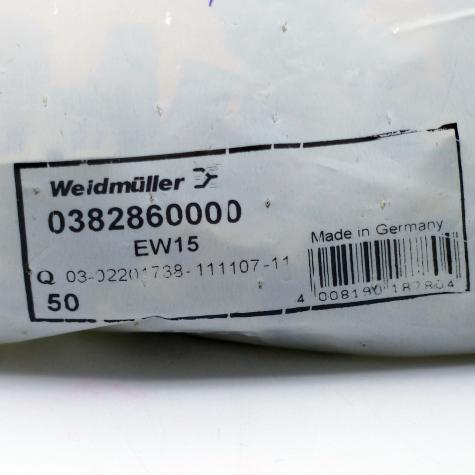 Weidmüller
0382860000
EW15
Made in Germany
Q 03-02201738-111107-11
50
4 008190 187804